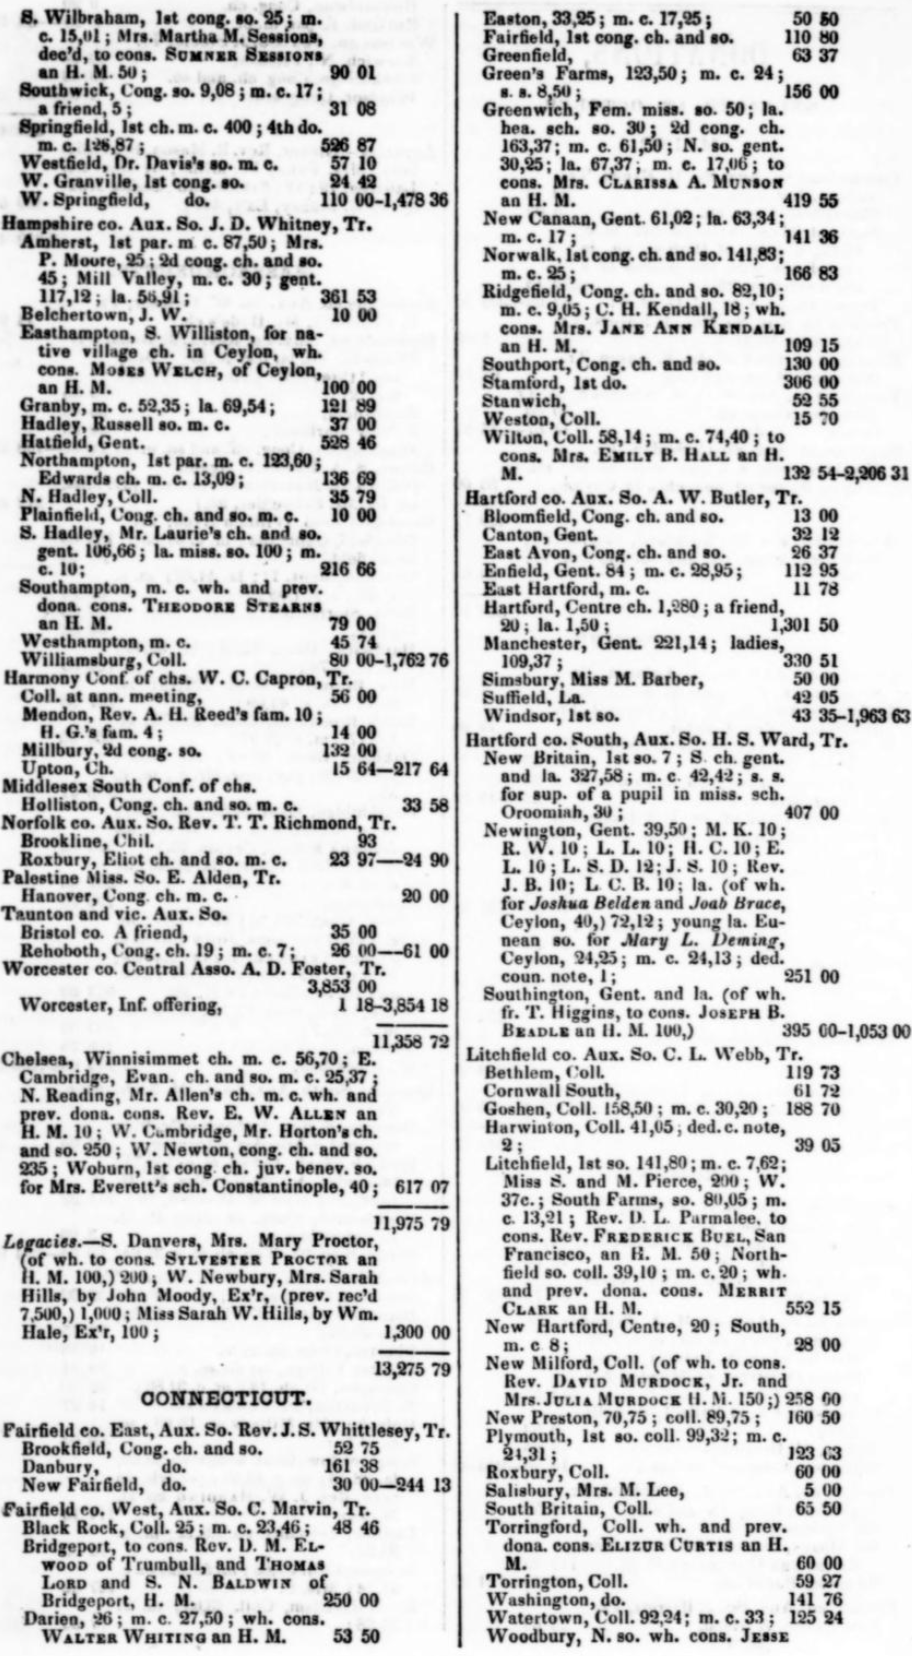 S. Wilbraham, 1st cong. so. 25; m.
c. 15,01; Mrs. Martha M. Sessions,
dec'd, to cons. SUMNER SESSIONS
an H. M. 50; 90 01
Southwick, Cong. so. 9,08; m. c. 17;
a friend, 5; 31 08
Springfield, 1st ch. m. c. 400; 4th do.
m. c. 126,87; 526 87
Westfield, Dr. Davis's so. m. c. 57 10
W. Granville, 1st cong. so. 24 42
W. Springfield, do. 110 00–1,478 36
Hampshire co. Aux. So. J. D. Whitney, Tr.
Amherst, 1st par. m c. 87,50; Mrs.
P. Moore, 25; 2d cong. ch. and so.
45; Mill Valley, m. c. 30; gent.
117,12; la. 56,91; 361 53
Belchertown, J. W. 10 00
Easthampton, S. Williston, for na-
tive village ch. in Ceylon, wh.
cons. MOSES WELCH, of Ceylon,
an H. M. 100 00
Granby, m. c. 52,35; la. 69,54; 121 89
Hadley, Russell so. m. c. 37 00
Hatfield, Gent. 528 46
Northampton, 1st par. m. c. 123,60;
Edwards ch. m. c. 13,09; 136 69
N. Hadley, Coll. 35 79
Plainfield, Cong. ch. and so. m. c. 10 00
S. Hadley, Mr. Laurie's ch. and so.
gent. 106,66; la. miss. so. 100; m.
c. 10; 216 66
Southampton, m. c. wh. and prev.
dona. cons. THEODORE STEARNS
an H. M. 79 00
Westhampton, m. c. 45 74
Williamsburg, Coll. 80 00–1,762 76
Harmony Conf. of chs. W. C. Capron, Tr.
Coll. at ann. meeting, 56 00
Mendon, Rev. A. H. Reed's fam. 10;
H. G.'s fam. 4; 14 00
Millbury, 2d cong. so. 132 00
Upton, Ch. 15 64—217 64
Middlesex South Conf. of chs.
Holliston, Cong. ch. and so. m. c. 33 58
Norfolk co. Aux. So. Rev. T. T. Richmond, Tr.
Brookline, Chil. 93
Roxbury, Eliot ch. and so. m. c. 23 97—24 90
Palestine Miss. So. E. Alden, Tr.
Hanover, Cong. ch. m. c. 20 00
Taunton and vic. Aux. So.
Bristol co. A friend, 35 00
Rehoboth, Cong. ch. 19; m. c. 7; 26 00—61 00
Worcester co. Central Asso. A. D. Foster, Tr.
3,853 00
Worcester, Inf. offering, 1 18–3,854 18
11,358 72
Chelsea, Winnisimmet ch. m. c. 56,70; E.
Cambridge, Evan. ch. and so. m. c. 25,37;
N. Reading, Mr. Allen's ch. m. c. wh. and
prev. dona. cons. Rev. E. W. ALLEN an
H. M. 10; W. Cambridge, Mr. Horton's ch.
and so. 250; W. Newton, cong. ch. and so.
235; Woburn, 1st cong. ch. juv. benev. so.
for Mrs. Everett's sch. Constantinople, 40; 617 07
11,975 79
Legacies.—S. Danvers, Mrs. Mary Proctor,
(of wh. to cons. SYLVESTER PROCTOR an
H. M. 100,) 200; W. Newbury, Mrs. Sarah
Hills, by John Moody, Ex'r, (prev. rec'd
7,500,) 1,000; Miss Sarah W. Hills, by Wm.
Hale, Ex'r, 100; 1,300 00
13,275 79
CONNECTICUT.
Fairfield co. East, Aux. So. Rev. J. S. Whittlesey, Tr.
Brookfield, Cong. ch. and so. 52 75
Danbury, do. 161 38
New Fairfield, do. 30 00—244 13
Fairfield co. West, Aux. So. C. Marvin, Tr.
Black Rock, Coll. 25; m. c. 23,46; 48 46
Bridgeport, to cons. Rev. D. M. EL-
WOOD of Trumbull, and THOMAS
LORD and S. N. BALDWIN of
Bridgeport, H. M. 250 00
Darien, 26; m. c. 27,50; wh. cons.
WALTER WHITING an H. M. 53 50
Easton, 33,25; m. c. 17,25; 50 50
Fairfield, 1st cong. ch. and so. 110 80
Greenfield, 63 37
Green's Farms, 123,50; m. c. 24;
s. s. 8,50; 156 00
Greenwich, Fem. miss. so. 50; la.
hea. sch. so. 30; 2d cong. ch.
163,37; m. c. 61,50; N. so. gent.
30,25; la. 67,37; m. c. 17,06; to
cons. Mrs. CLARISSA A. MUNSON
an H. M. 419 55
New Canaan, Gent. 61,02; la. 63,34;
m. c. 17; 141 36
Norwalk, 1st cong. ch. and so. 141,83;
m. c. 25; 166 83
Ridgefield, Cong. ch. and so. 82,10;
m. c. 9,05; C. H. Kendall, 18; wh.
cons. Mrs. JANE ANN KENDALL
an H. M. 109 15
Southport, Cong. ch. and so. 130 00
Stamford, 1st do. 306 00
Stanwich, 52 55
Weston, Coll. 15 70
Wilton, Coll. 58,14; m. c. 74,40; to
cons. Mrs. EMILY B. HALL an H.
M. 132 54–2,206 31
Hartford co. Aux. So. A. W. Butler, Tr.
Bloomfield, Cong. ch. and so. 13 00
Canton, Gent. 32 12
East Avon, Cong. ch. and so. 26 37
Enfield, Gent. 84; m. c. 28,95; 112 95
East Hartford, m. c. 11 78
Hartford, Centre ch. 1,280; a friend,
20; la. 1,50; 1,301 50
Manchester, Gent. 221,14; ladies,
109,37; 330 51
Simsbury, Miss M. Barber, 50 00
Suffield, La. 42 05
Windsor, 1st so. 43 35–1,963 63
Hartford co. South, Aux. So. H. S. Ward, Tr.
New Britain, 1st so. 7; S. ch. gent.
and la. 327,58; m. c. 42,42; s. s.
for sup. of a pupil in miss. sch.
Oroomiah, 30; 407 00
Newington, Gent. 39,50; M. K. 10;
R. W. 10; L. L. 10; H. C. 10; E.
L. 10; L. S. D. 12; J. S. 10; Rev.
J. B. 10; L. C. B. 10; la. (of wh.
for Joshua Belden and Joab Brace,
Ceylon, 40,) 72,12; young la. Eu-
nean so. for Mary L. Deming,
Ceylon, 24,25; m. c. 24,13; ded.
coun. note, 1; 251 00
Southington, Gent. and la. (of wh.
fr. T. Higgins, to cons. JOSEPH B.
BEADLE an H. M. 100,) 395 00–1,053 00
Litchfield co. Aux. So. C. L. Webb, Tr.
Bethlem, Coll. 119 73
Cornwall South, 61 72
Goshen, Coll. 158,50; m. c. 30,20; 188 70
Harwinton, Coll. 41,05; ded. c. note,
2; 39 05
Litchfield, 1st so. 141,80; m. c. 7,62;
Miss S. and M. Pierce, 200; W.
37c.; South Farms, so. 80,05; m.
c. 13,21; Rev. D. L. Parmalee, to
cons. Rev. FREDERICK BUEL, San
Francisco, an H. M. 50; North-
field so. coll. 39,10; m. c. 20; wh.
and prev. dona. cons. MERRIT
CLARK an H. M. 552 15
New Hartford, Centre, 20; South,
m. c 8; 28 00
New Milford, Coll. (of wh. to cons.
Rev. DAVID MURDOCK, Jr. and
Mrs. JULIA MURDOCK H. M. 150;) 258 00
New Preston, 70,75; coll. 89,75; 160 50
Plymouth, 1st so. coll. 99,32; m. c.
24,31; 123 63
Roxbury, Coll. 60 00
Salisbury, Mrs. M. Lee, 5 00
South Britain, Coll. 65 50
Torringford, Coll. wh. and prev.
dona. cons. ELIZUR CURTIS an H.
M. 60 00
Torrington, Coll. 59 27
Washington, do. 141 76
Watertown, Coll. 92,24; m. c. 33; 125 24
Woodbury, N. so. wh. cons. JESSE